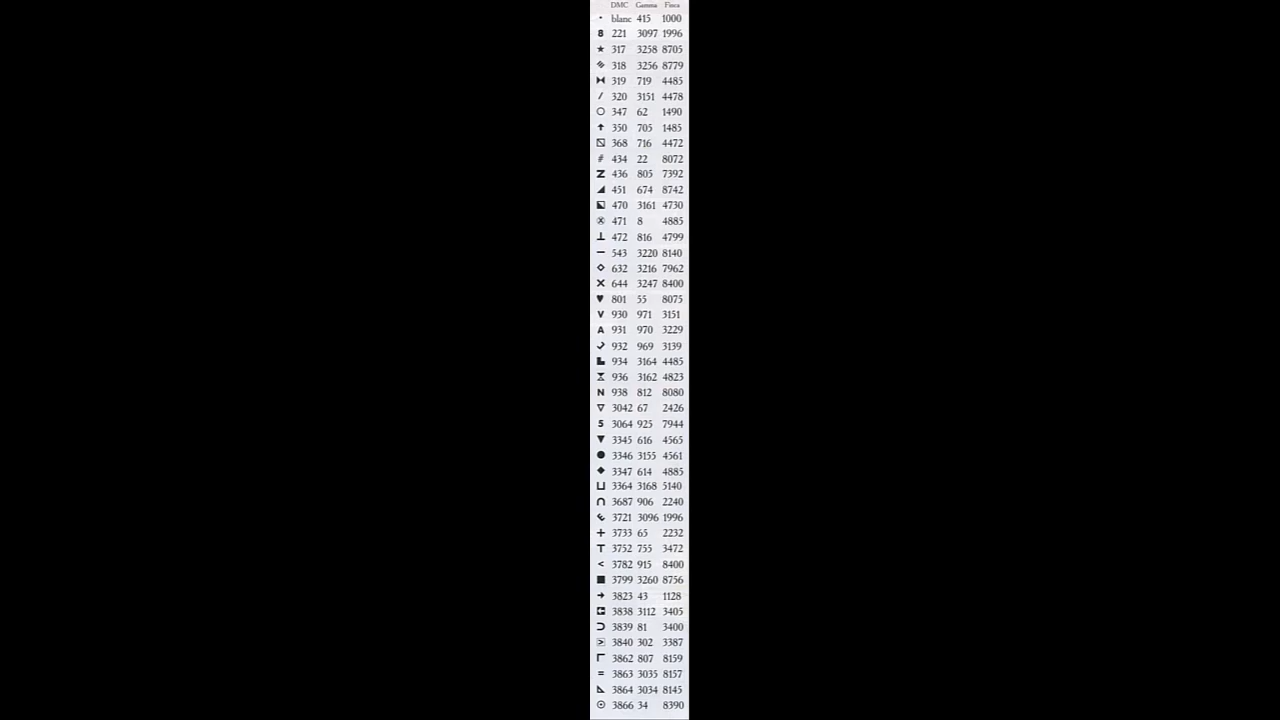 DMC Gamma Finca
· blanc 415 1000
8 221 3097 1996
★ 317 3258 8705
318 3256 8779
319 719 4485
/ 320 3151 4478
○ 347 62 1490
↑ 350 705 1485
368 716 4472
# 434 22 8072
Z 436 805 7392
◢ 451 674 8742
470 3161 4730
471 8 4885
⊥ 472 816 4799
— 543 3220 8140
◇ 632 3216 7962
✕ 644 3247 8400
♥ 801 55 8075
V 930 971 3151
A 931 970 3229
932 969 3139
934 3164 4485
936 3162 4823
N 938 812 8080
▽ 3042 67 2426
5 3064 925 7944
▼ 3345 616 4565
● 3346 3155 4561
◆ 3347 614 4885
⊔ 3364 3168 5140
∩ 3687 906 2240
3721 3096 1996
+ 3733 65 2232
T 3752 755 3472
< 3782 915 8400
■ 3799 3260 8756
→ 3823 43 1128
3838 3112 3405
⊃ 3839 81 3400
> 3840 302 3387
3862 807 8159
= 3863 3035 8157
◺ 3864 3034 8145
⊙ 3866 34 8390